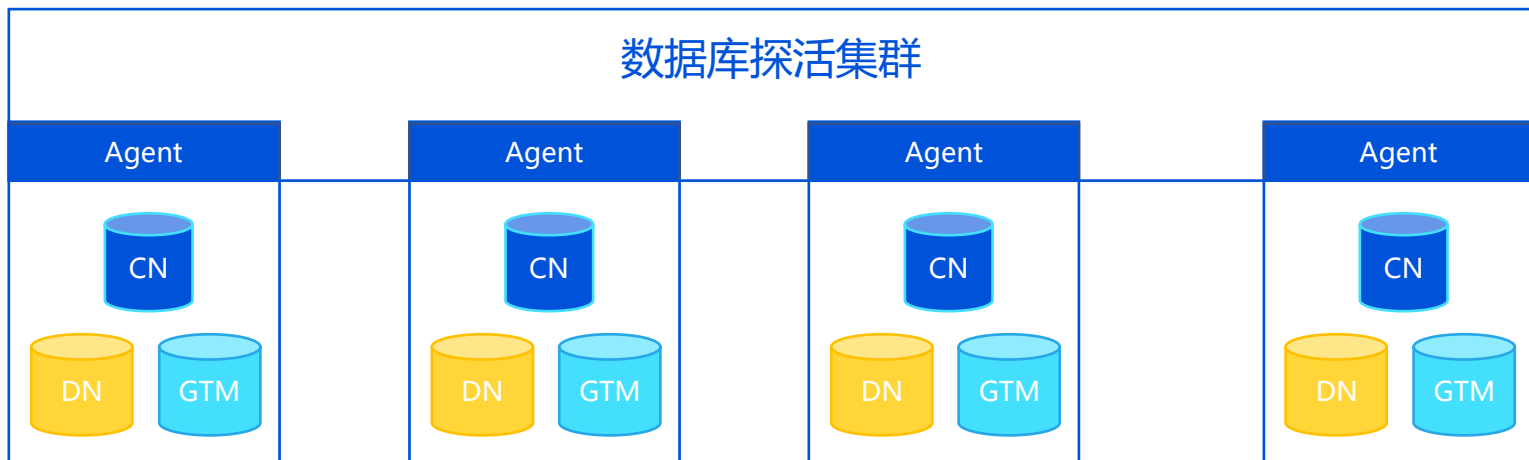 数据库探活集群
Agent Agent Agent Agent
CN CN CN CN
DN GTM DN GTM DN GTM DN GTM